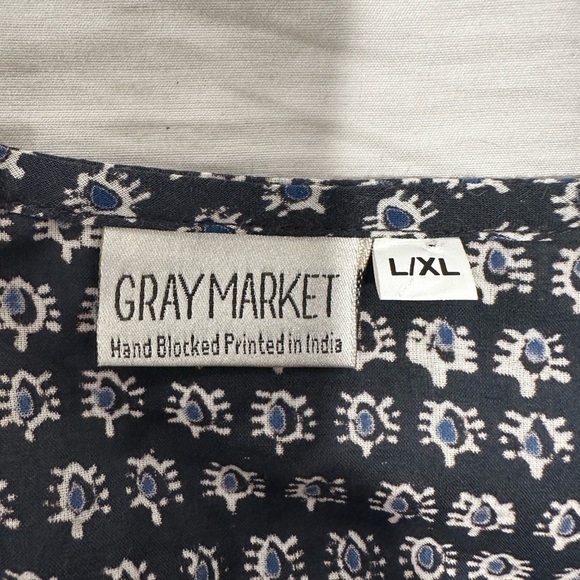 GRAY MARKET
Hand Blocked Printed in India
L/XL